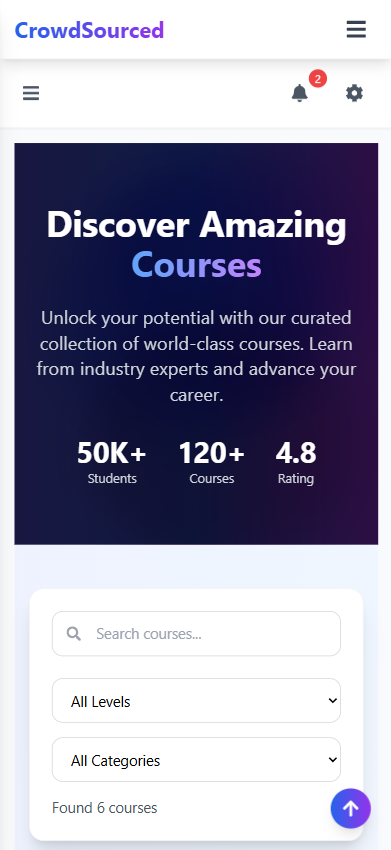 CrowdSourced
2
Discover Amazing
Courses
Unlock your potential with our curated
collection of world-class courses. Learn
from industry experts and advance your
career.
50K+ 120+ 4.8
Students Courses Rating
Search courses...
All Levels
All Categories
Found 6 courses